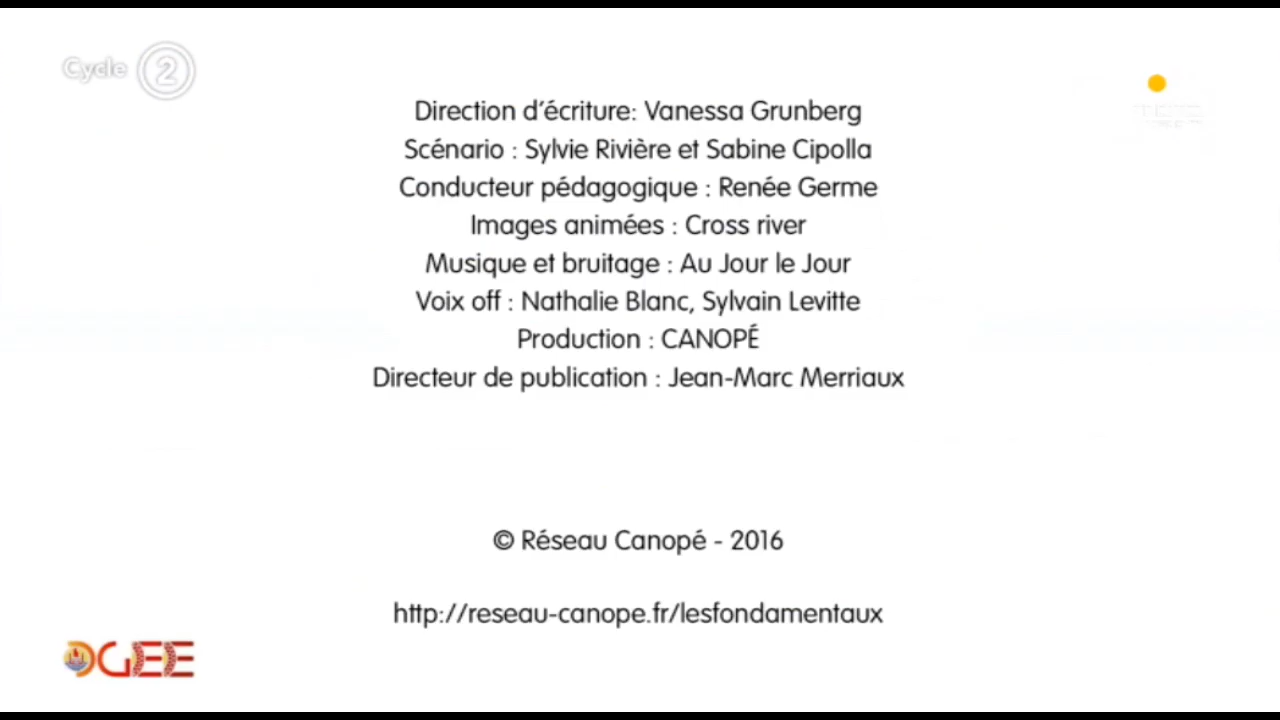 Cycle 2
Direction d'écriture: Vanessa Grunberg
Scénario : Sylvie Rivière et Sabine Cipolla
Conducteur pédagogique : Renée Germe
Images animées : Cross river
Musique et bruitage : Au Jour le Jour
Voix off : Nathalie Blanc, Sylvain Levitte
Production : CANOPÉ
Directeur de publication : Jean-Marc Merriaux
© Réseau Canopé - 2016
http://reseau-canope.fr/lesfondamentaux
DGEE